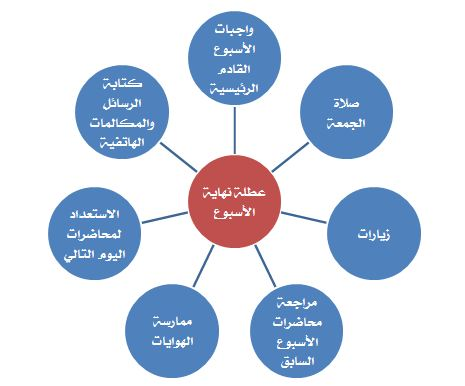 واجبات
الأسبوع
القادم
الرئيسية
صلاة
الجمعة
زيارات
مراجعة
محاضرات
الأسبوع
السابق
ممارسة
الهوايات
الاستعداد
لمحاضرات
اليوم التالي
كتابة
الرسائل
والمكالمات
الهاتفية
عطلة نهاية
الأسبوع